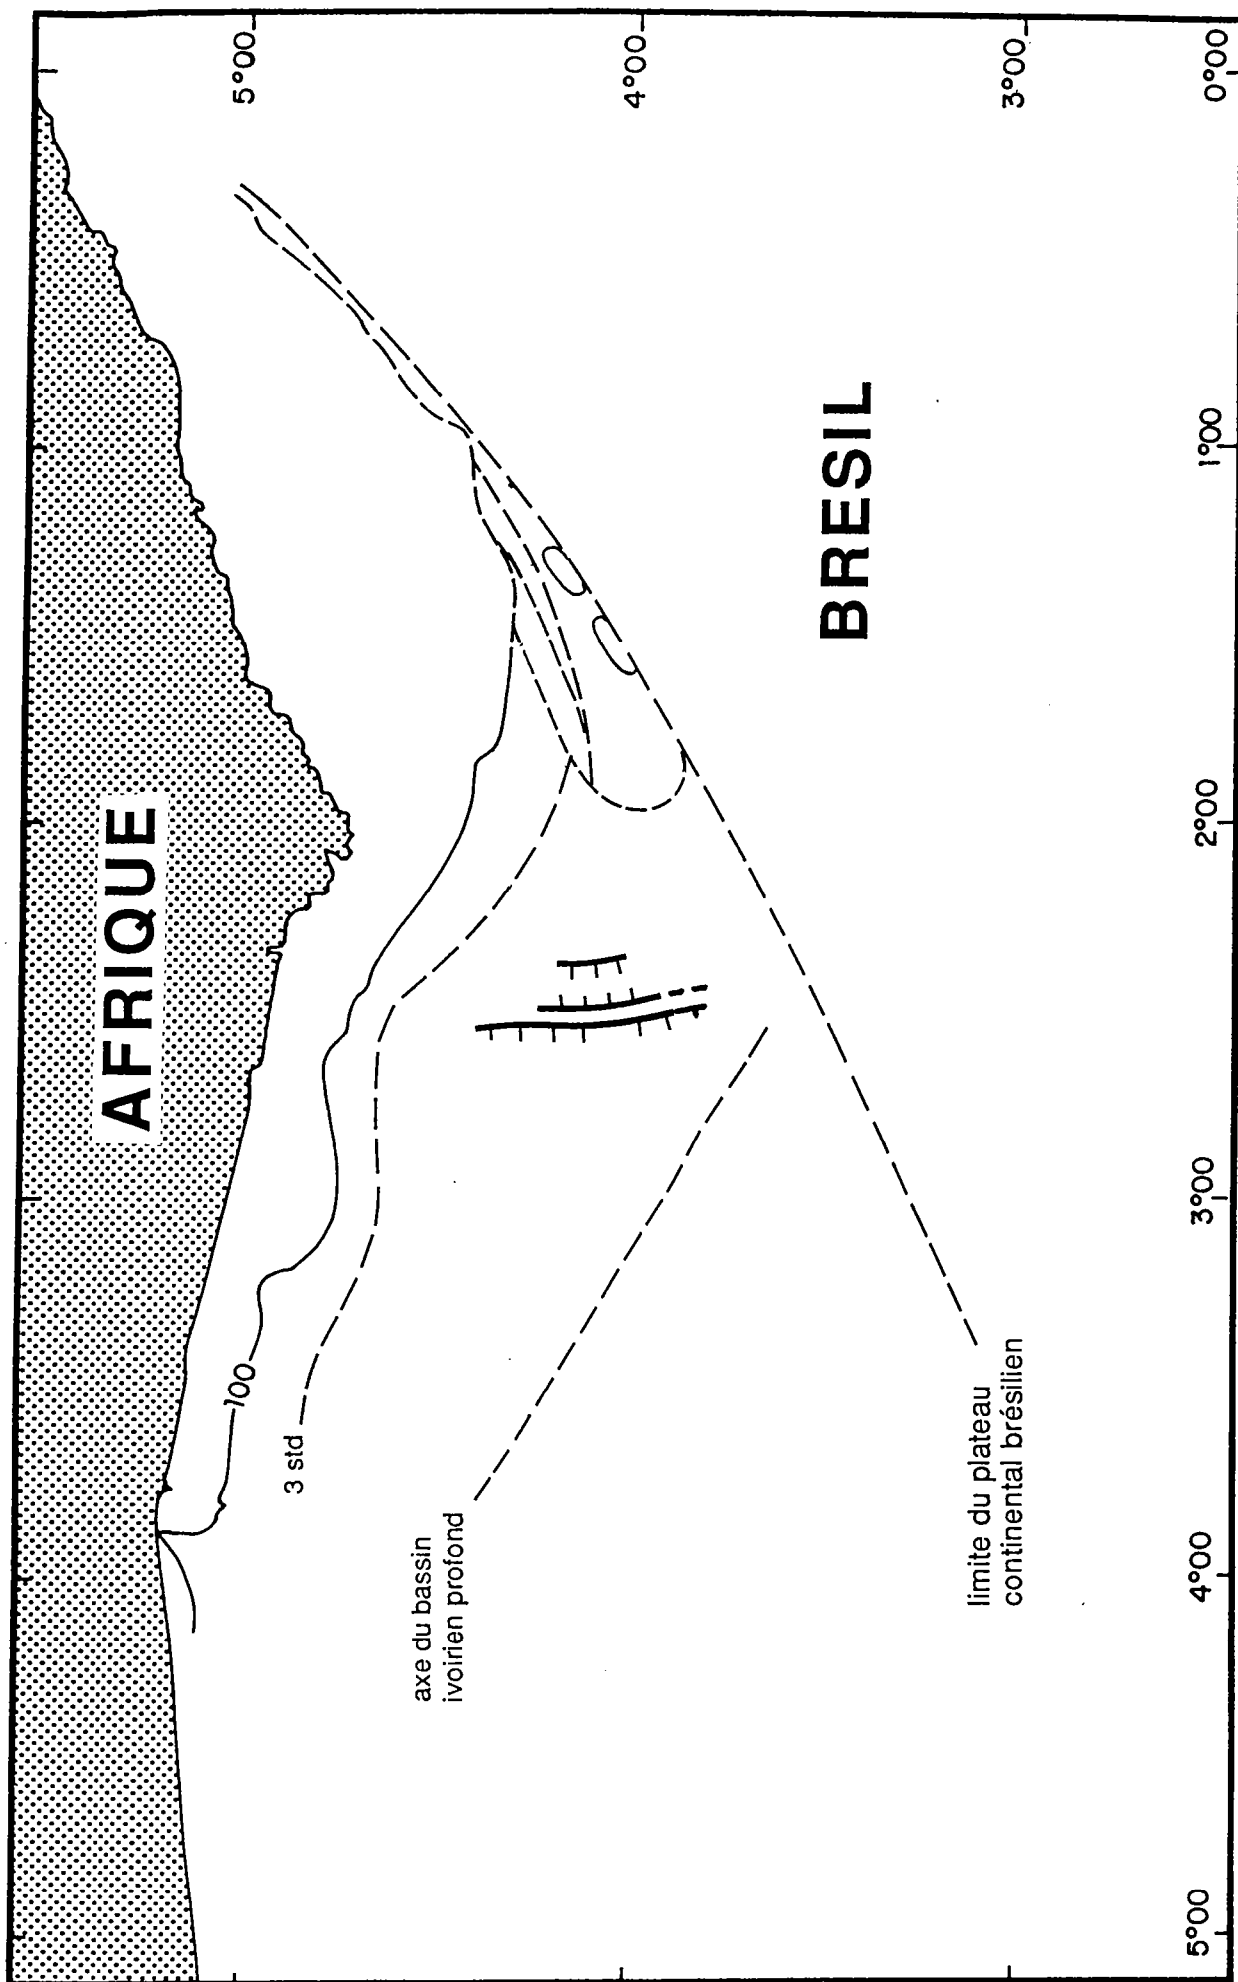 AFRIQUE
BRESIL
100
3 std
axe du bassin
ivoirien profond
limite du plateau
continental brésilien
5°00
4°00
3°00
5°00
4°00
3°00
2°00
1°00
0°00